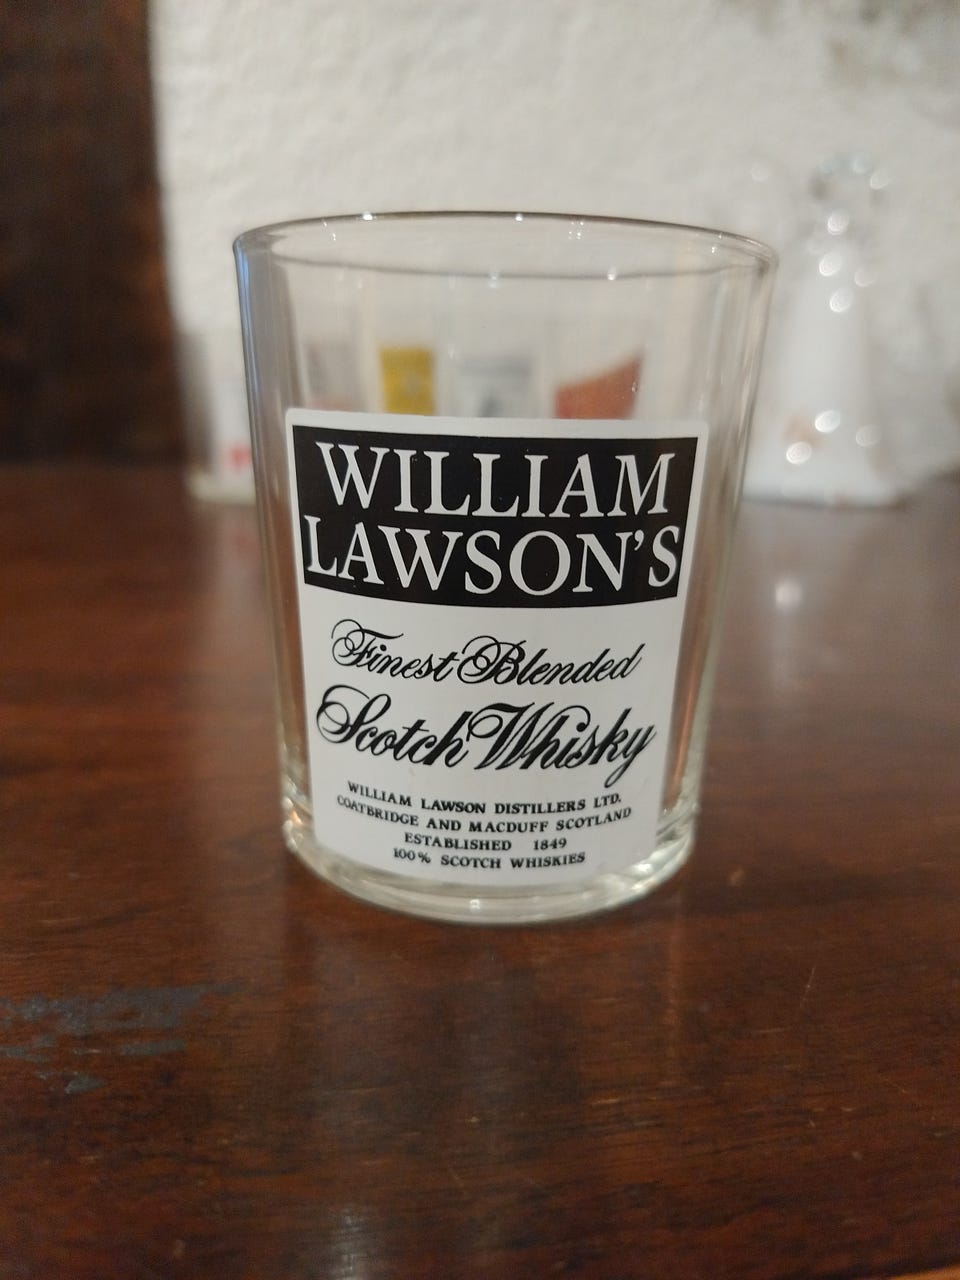 WILLIAM
LAWSON'S
Finest Blended
Scotch Whisky
WILLIAM LAWSON DISTILLERS LTD.
COATBRIDGE AND MACDUFF SCOTLAND
ESTABLISHED 1849
100% SCOTCH WHISKIES